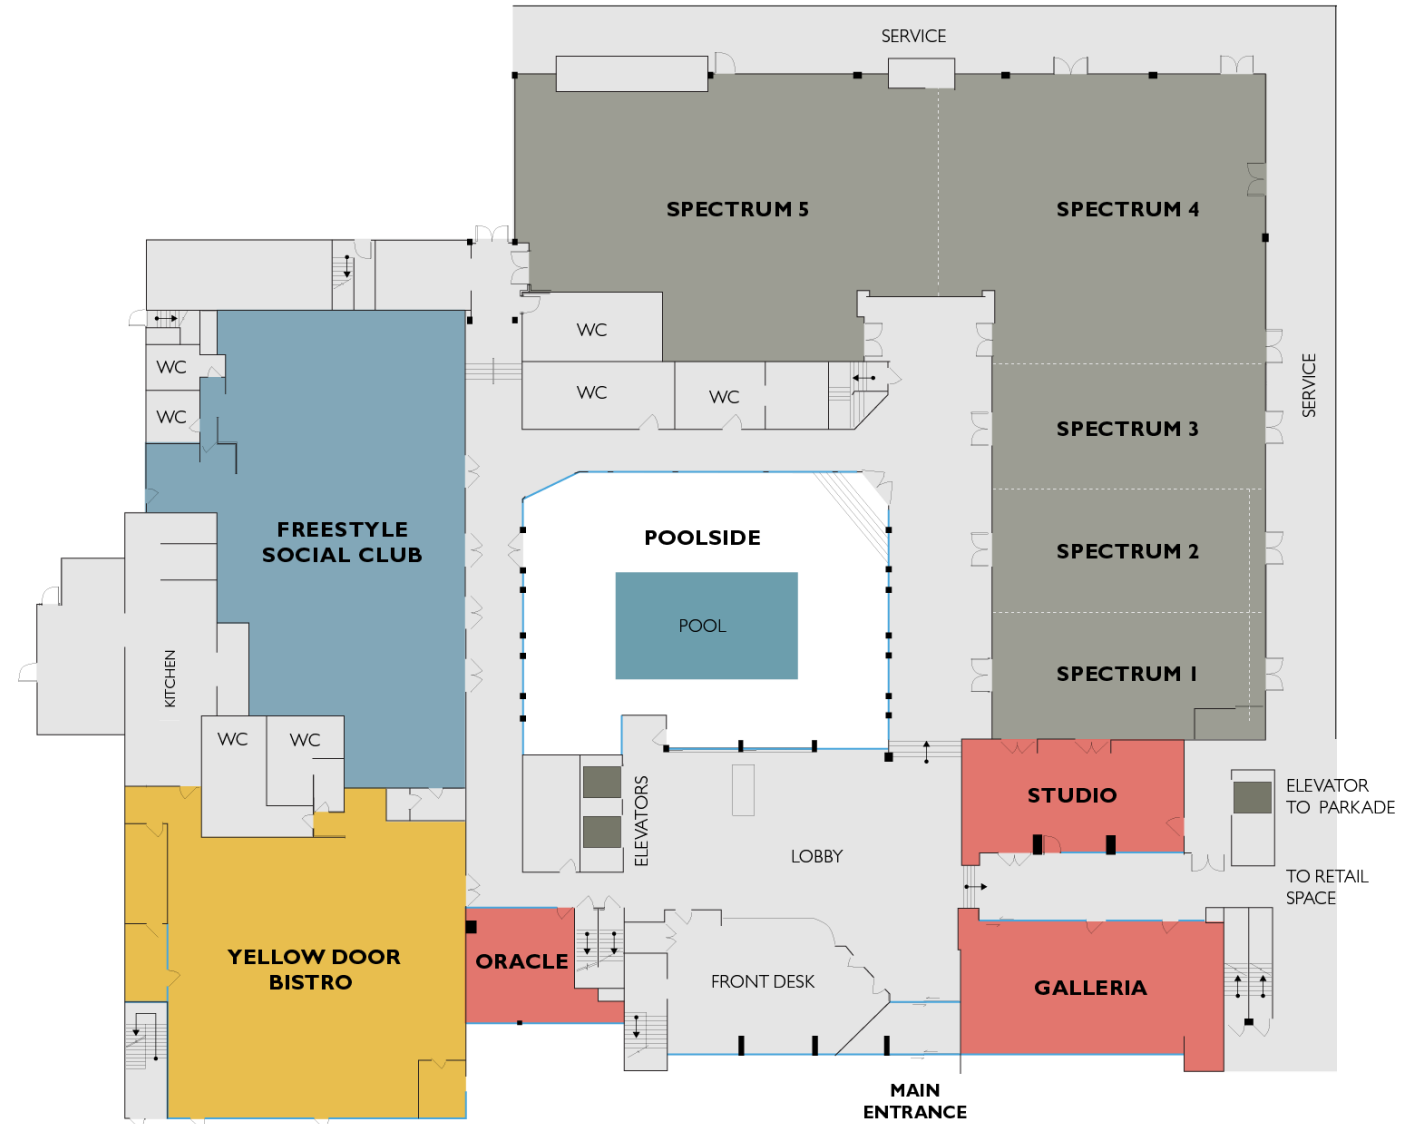 SERVICE
SPECTRUM 5
SPECTRUM 4
WC
WC
WC
WC
WC
SERVICE
SPECTRUM 3
FREESTYLE
SOCIAL CLUB
POOLSIDE
SPECTRUM 2
POOL
KITCHEN
SPECTRUM 1
WC
WC
ELEVATORS
STUDIO
ELEVATOR
TO PARKADE
LOBBY
TO RETAIL
SPACE
YELLOW DOOR
BISTRO
ORACLE
FRONT DESK
GALLERIA
MAIN
ENTRANCE